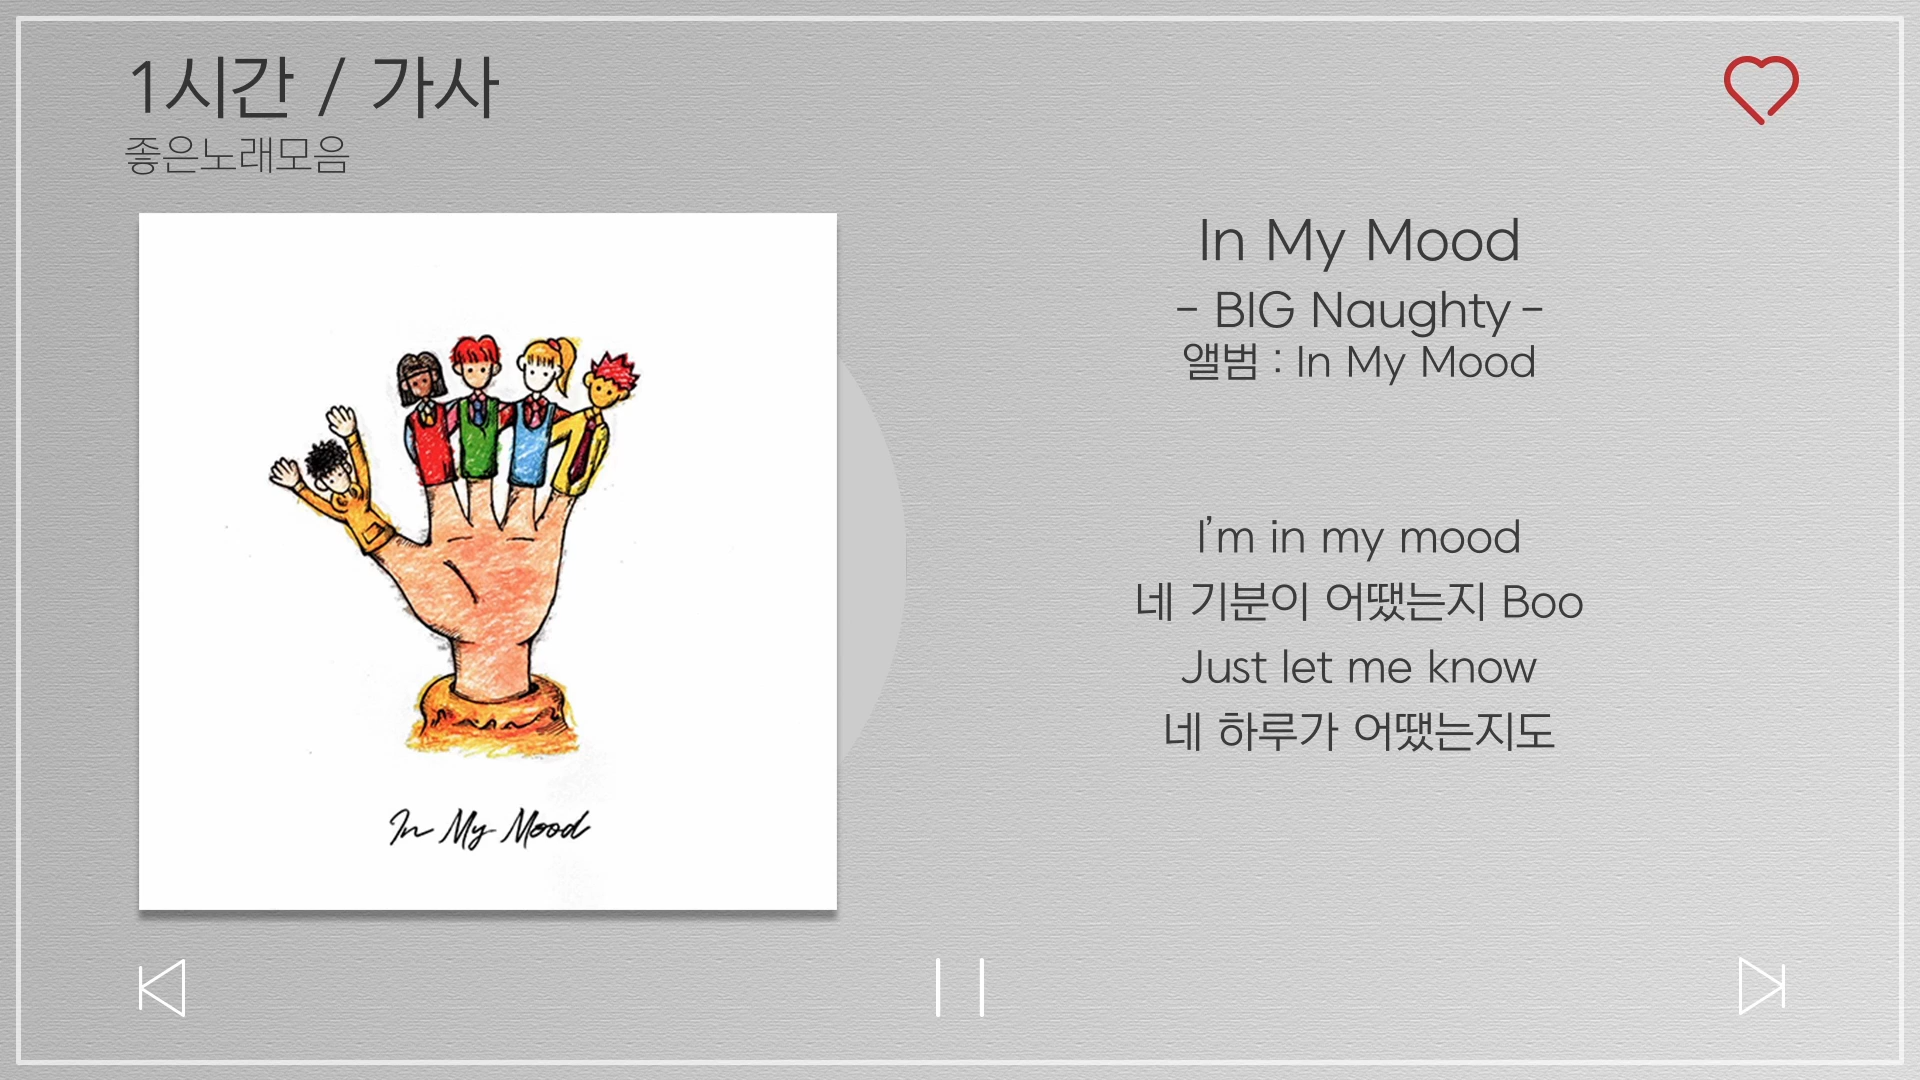 1시간 / 가사
좋은노래모음
In My Mood
In My Mood
- BIG Naughty -
앨범 : In My Mood
I'm in my mood
네 기분이 어땠는지 Boo
Just let me know
네 하루가 어땠는지도